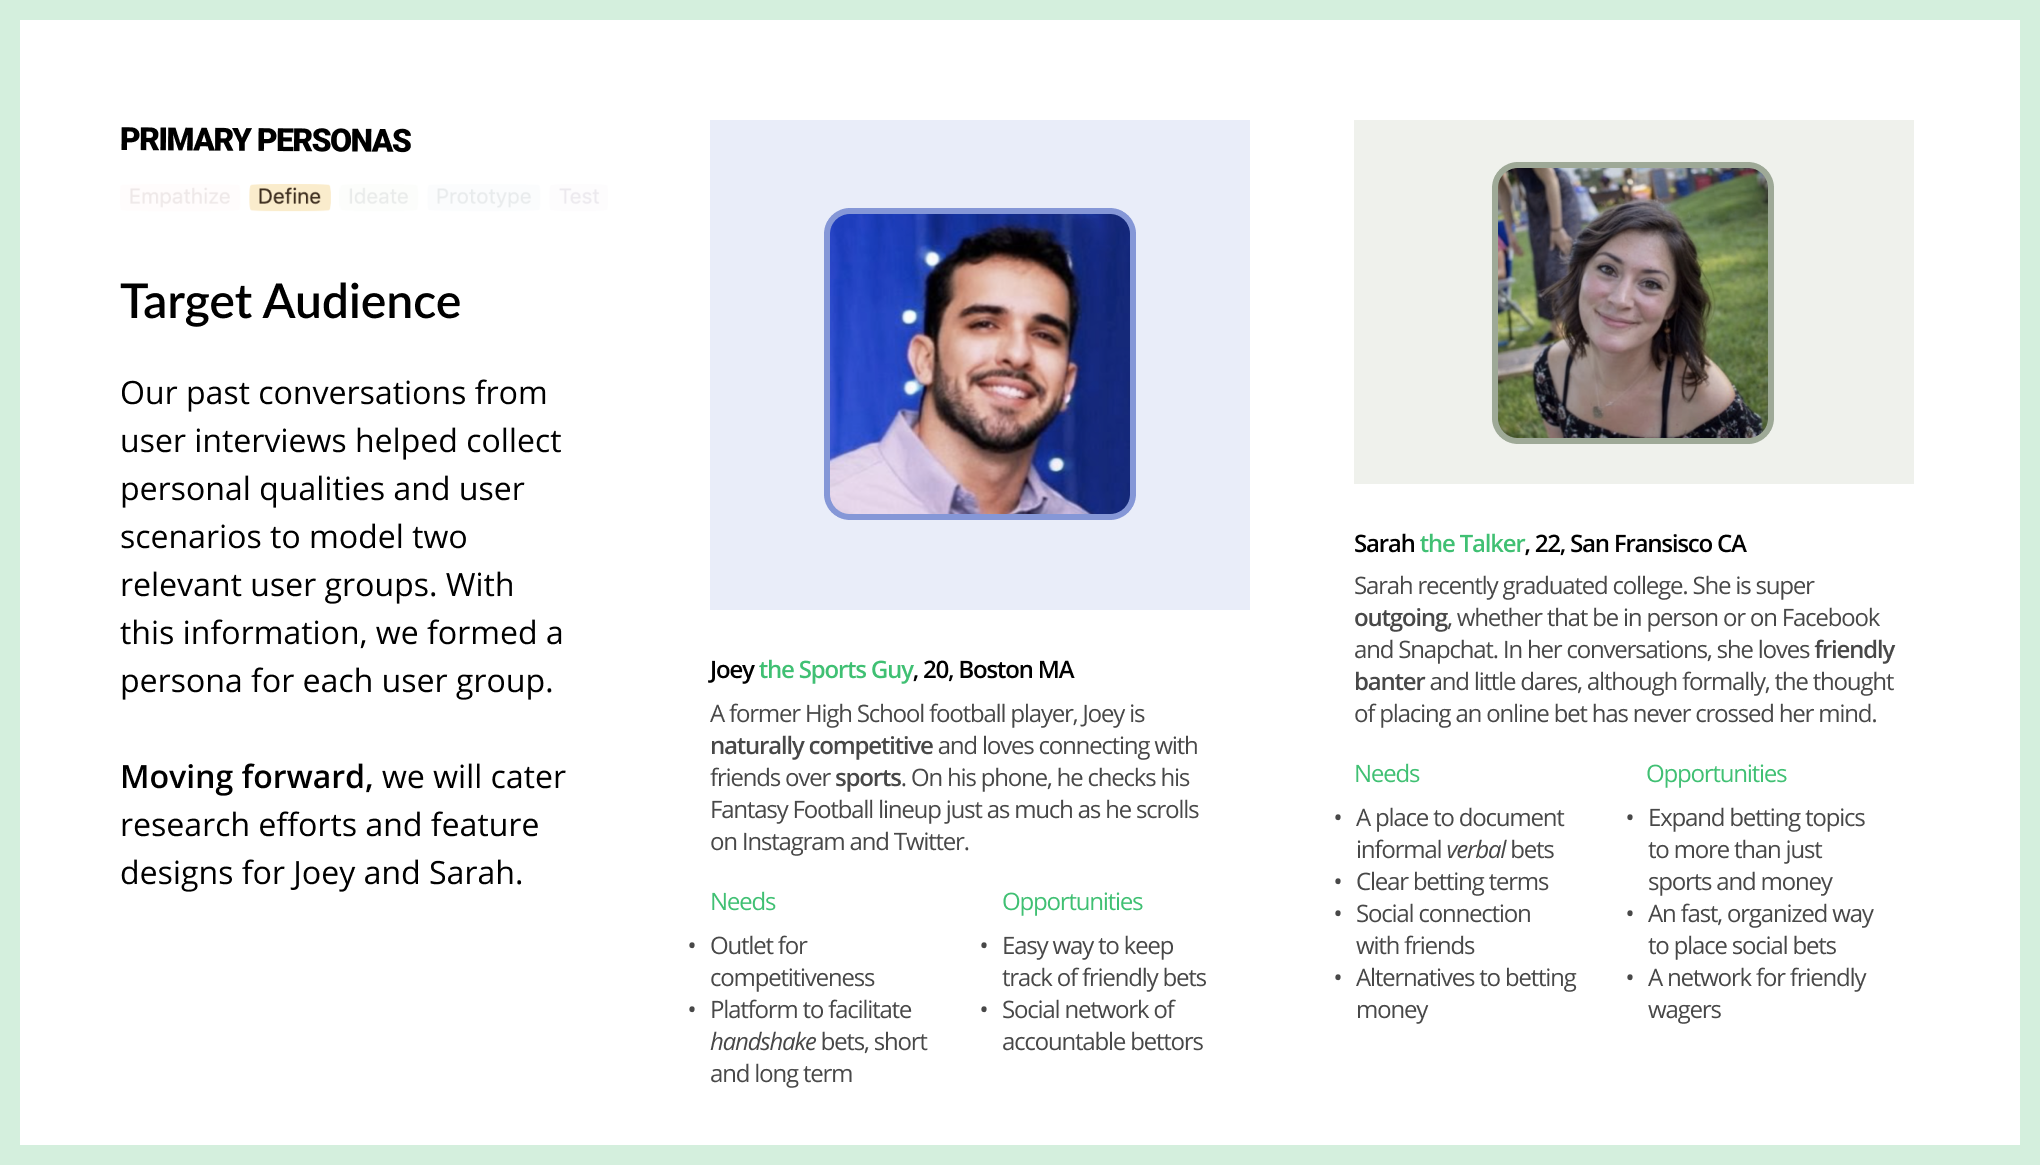 PRIMARY PERSONAS
Empathize Define Ideate Prototype Test
Target Audience
Our past conversations from
user interviews helped collect
personal qualities and user
scenarios to model two
relevant user groups. With
this information, we formed a
persona for each user group.
Moving forward, we will cater
research efforts and feature
designs for Joey and Sarah.
Joey the Sports Guy, 20, Boston MA
A former High School football player, Joey is
naturally competitive and loves connecting with
friends over sports. On his phone, he checks his
Fantasy Football lineup just as much as he scrolls
on Instagram and Twitter.
Needs
• Outlet for
competitiveness
• Platform to facilitate
handshake bets, short
and long term
Opportunities
• Easy way to keep
track of friendly bets
• Social network of
accountable bettors
Sarah the Talker, 22, San Fransisco CA
Sarah recently graduated college. She is super
outgoing, whether that be in person or on Facebook
and Snapchat. In her conversations, she loves friendly
banter and little dares, although formally, the thought
of placing an online bet has never crossed her mind.
Needs
• A place to document
informal verbal bets
• Clear betting terms
• Social connection
with friends
• Alternatives to betting
money
Opportunities
• Expand betting topics
to more than just
sports and money
• An fast, organized way
to place social bets
• A network for friendly
wagers